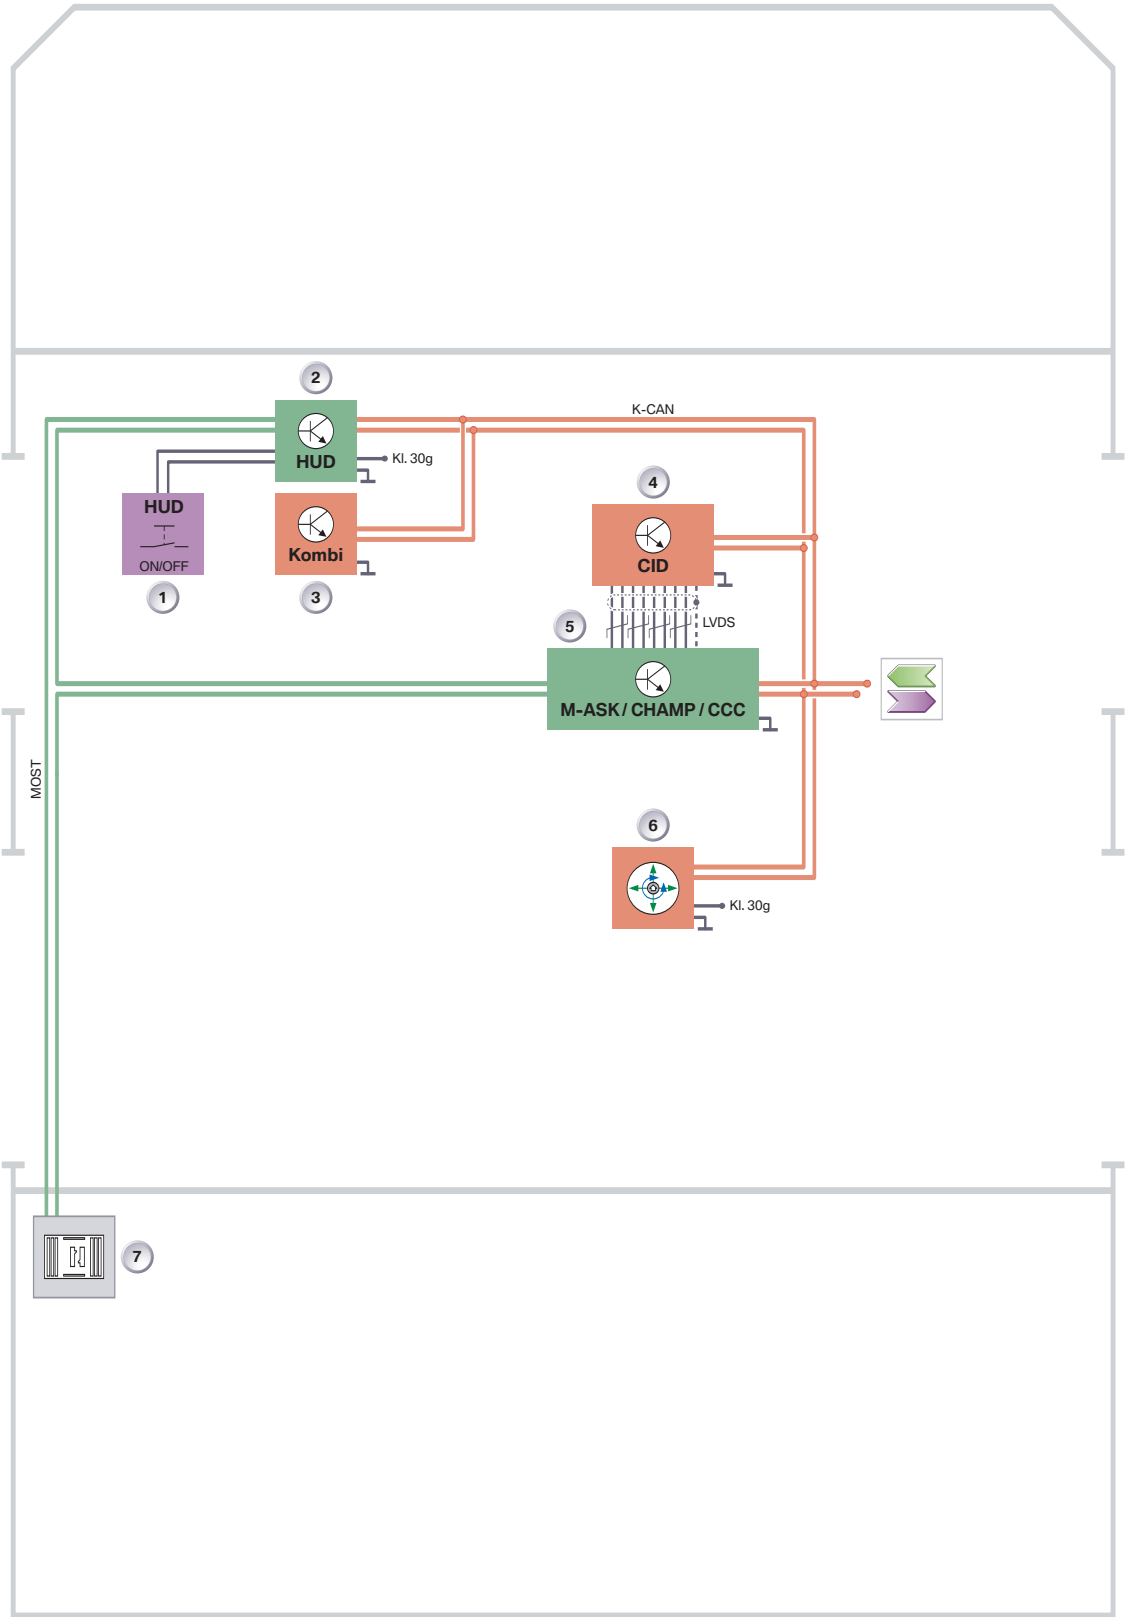 2
K-CAN
HUD
Kl. 30g
4
HUD
ON/OFF
Kombi
CID
1
3
5
LVDS
M-ASK / CHAMP / CCC
MOST
6
Kl. 30g
7